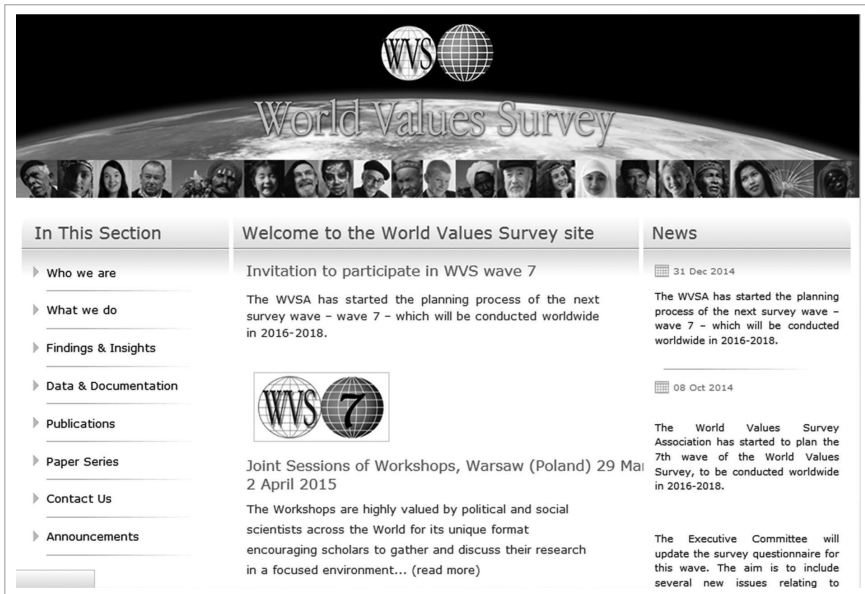 WVS
World Values Survey
In This Section
Who we are
What we do
Findings & Insights
Data & Documentation
Publications
Paper Series
Contact Us
Announcements
Welcome to the World Values Survey site
Invitation to participate in WVS wave 7
The WVSA has started the planning process of the next
survey wave – wave 7 – which will be conducted worldwide
in 2016-2018.
WVS 7
Joint Sessions of Workshops, Warsaw (Poland) 29 Mar
2 April 2015
The Workshops are highly valued by political and social
scientists across the World for its unique format
encouraging scholars to gather and discuss their research
in a focused environment... (read more)
News
31 Dec 2014
The WVSA has started the planning
process of the next survey wave –
wave 7 – which will be conducted
worldwide in 2016-2018.
08 Oct 2014
The World Values Survey
Association has started to plan the
7th wave of the World Values
Survey, to be conducted worldwide
in 2016-2018.
The Executive Committee will
update the survey questionnaire for
this wave. The aim is to include
several new issues relating to